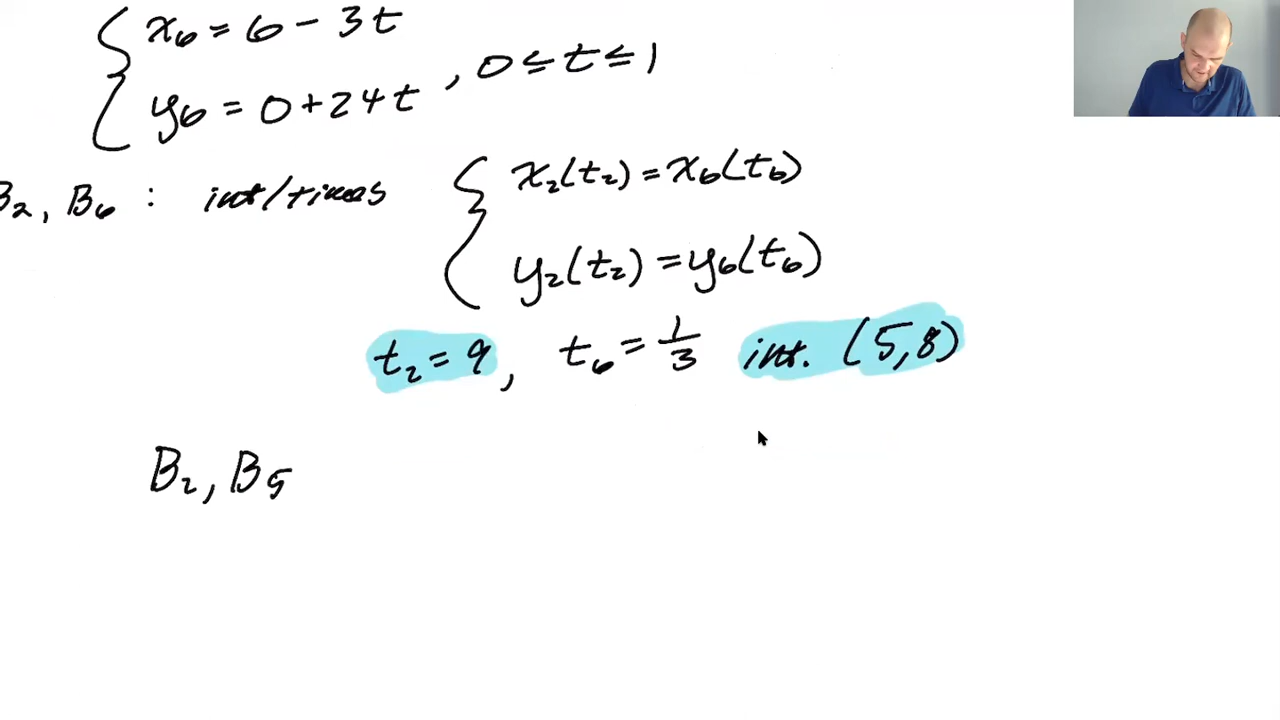 x₆ = 6 - 3t
y₆ = 0 + 24t , 0 ≤ t ≤ 1
B₂, B₆ : int/times
x₂(t₂) = x₆(t₆)
y₂(t₂) = y₆(t₆)
t₂ = 9, t₆ = 1/3 int. (5,8)
B₂, B₅